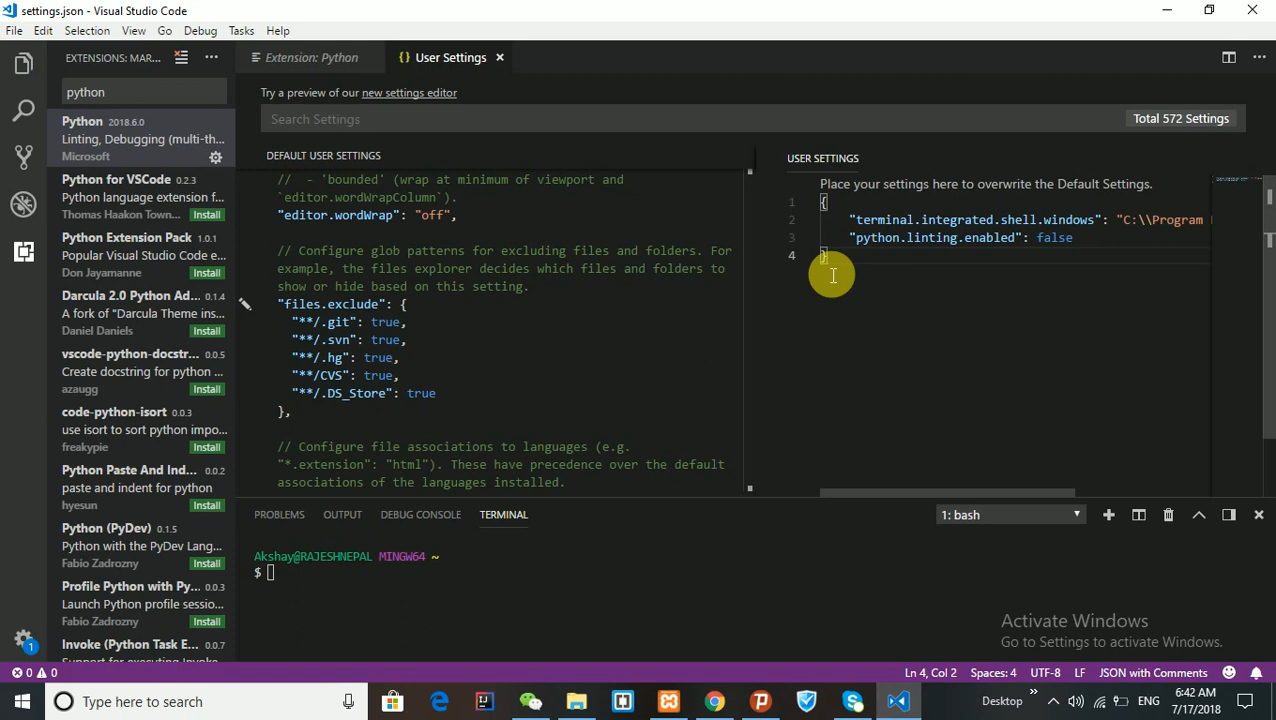 settings.json - Visual Studio Code
File Edit Selection View Go Debug Tasks Help
EXTENSIONS: MAR...
Extension: Python
{ } User Settings
python
Try a preview of our new settings editor
Search Settings
Total 572 Settings
Python 2018.6.0
Linting, Debugging (multi-th...
Microsoft
Python for VSCode 0.2.3
Python language extension f...
Thomas Haakon Town... Install
Python Extension Pack 1.0.1
Popular Visual Studio Code e...
Don Jayamanne Install
Darcula 2.0 Python Ad... 0.1.4
A fork of "Darcula Theme ins...
Daniel Daniels Install
vscode-python-docstr... 0.0.5
Create docstring for python ...
azaugg Install
code-python-isort 0.0.3
use isort to sort python impo...
freakypie Install
Python Paste And Ind... 0.0.2
paste and indent for python
hyesun Install
Python (PyDev) 0.1.5
Python with the PyDev Lang...
Fabio Zadrozny Install
Profile Python with Py... 0.0.3
Launch Python profile sessio...
Fabio Zadrozny Install
Invoke (Python Task E... 0.0.7
DEFAULT USER SETTINGS
// - 'bounded' (wrap at minimum of viewport and
`editor.wordWrapColumn`).
"editor.wordWrap": "off",
// Configure glob patterns for excluding files and folders. For
example, the files explorer decides which files and folders to
show or hide based on this setting.
"files.exclude": {
"**/.git": true,
"**/.svn": true,
"**/.hg": true,
"**/CVS": true,
"**/.DS_Store": true
},
// Configure file associations to languages (e.g.
"*.extension": "html"). These have precedence over the default
associations of the languages installed.
USER SETTINGS
Place your settings here to overwrite the Default Settings.
1 {
2 "terminal.integrated.shell.windows": "C:\\Program
3 "python.linting.enabled": false
4 }
PROBLEMS OUTPUT DEBUG CONSOLE TERMINAL
1: bash
Akshay@RAJESHNEPAL MINGW64 ~
$
Activate Windows
Go to Settings to activate Windows.
1
0 0
Ln 4, Col 2 Spaces: 4 UTF-8 LF JSON with Comments
Type here to search
Desktop
ENG
6:42 AM
7/17/2018